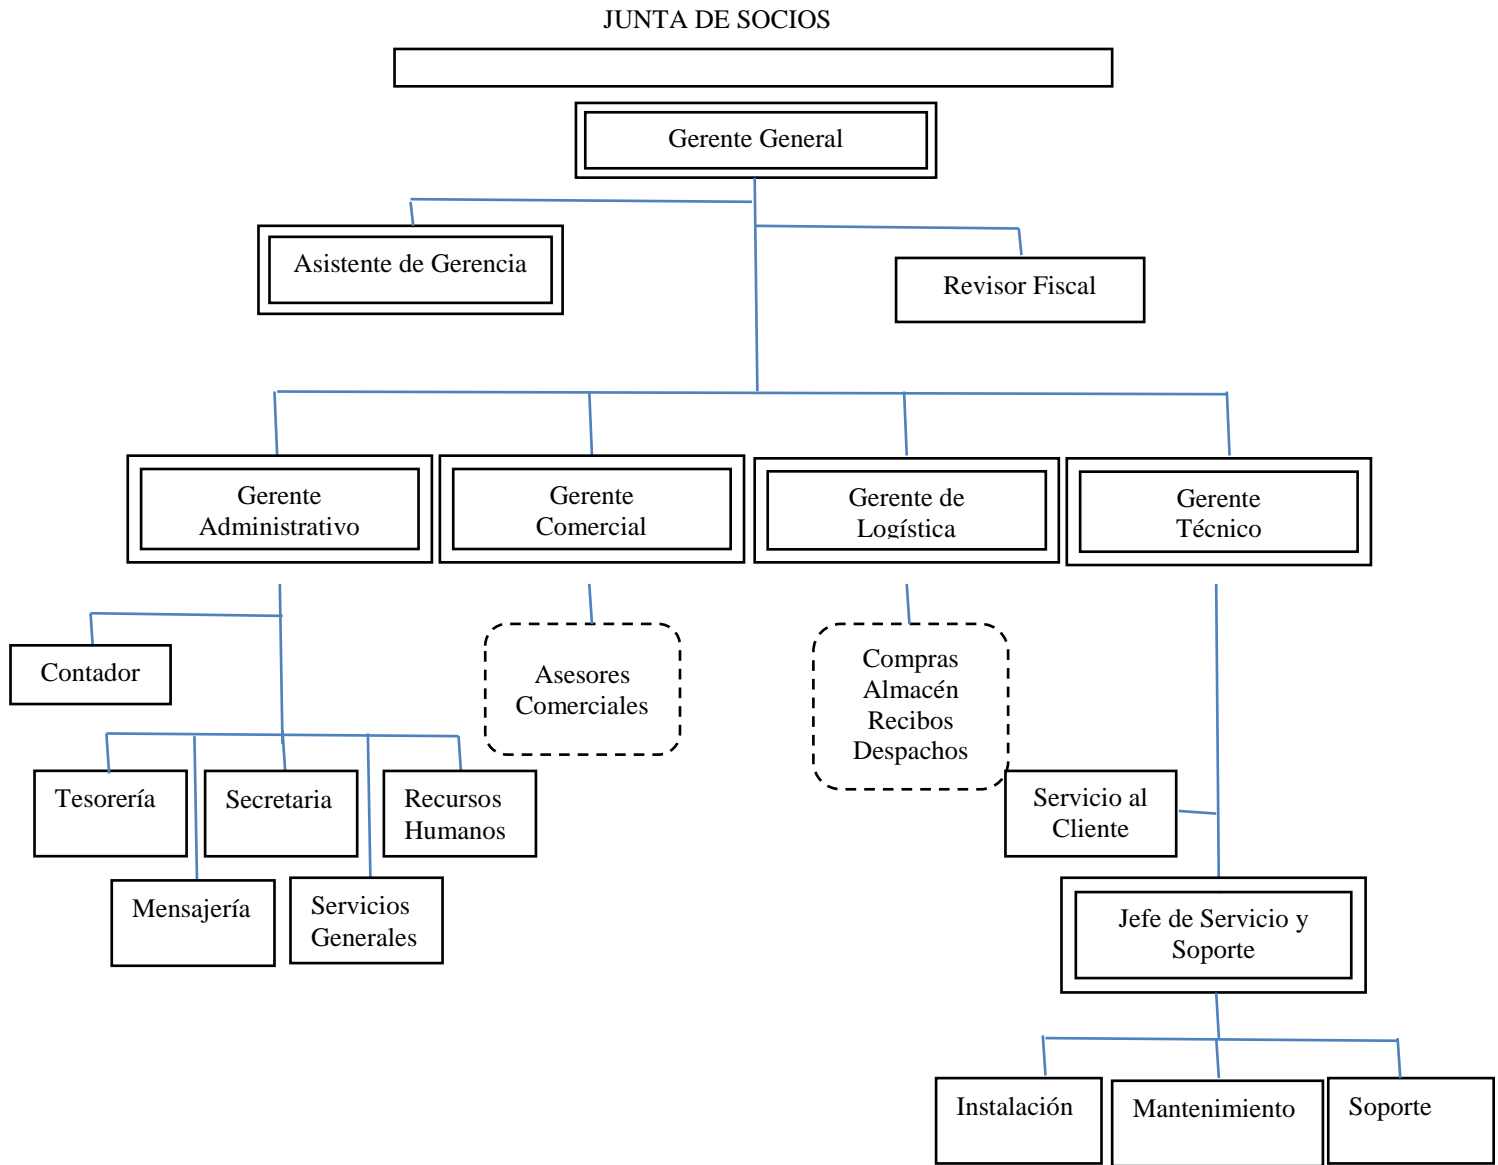 JUNTA DE SOCIOS
Gerente General
Asistente de Gerencia
Revisor Fiscal
Gerente
Administrativo
Gerente
Comercial
Gerente de
Logística
Gerente
Técnico
Contador
Asesores
Comerciales
Compras
Almacén
Recibos
Despachos
Tesorería
Secretaria
Recursos
Humanos
Servicio al
Cliente
Mensajería
Servicios
Generales
Jefe de Servicio y
Soporte
Instalación
Mantenimiento
Soporte